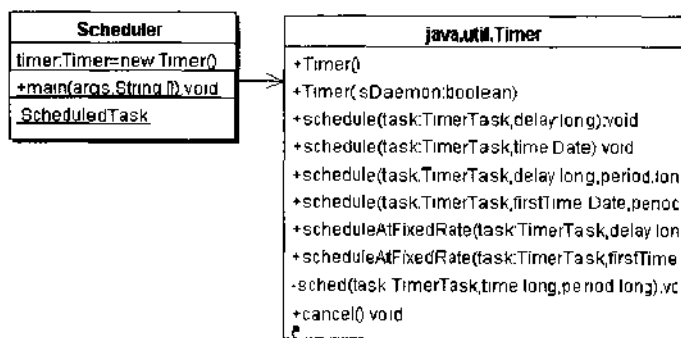 Scheduler
timer:Timer=new Timer()
+main(args:String []):void
ScheduledTask
java.util.Timer
+Timer()
+Timer(isDaemon:boolean)
+schedule(task:TimerTask,delay:long):void
+schedule(task:TimerTask,time:Date):void
+schedule(task:TimerTask,delay:long,period:lon
+schedule(task:TimerTask,firstTime:Date,period
+scheduleAtFixedRate(task:TimerTask,delay:lon
+scheduleAtFixedRate(task:TimerTask,firstTime
-sched(task:TimerTask,time:long,period:long):vo
+cancel():void